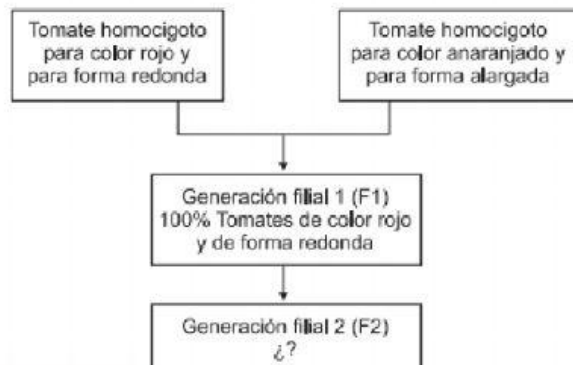 Tomate homocigoto
para color rojo y
para forma redonda
Tomate homocigoto
para color anaranjado y
para forma alargada
Generación filial 1 (F1)
100% Tomates de color rojo
y de forma redonda
Generación filial 2 (F2)
¿?